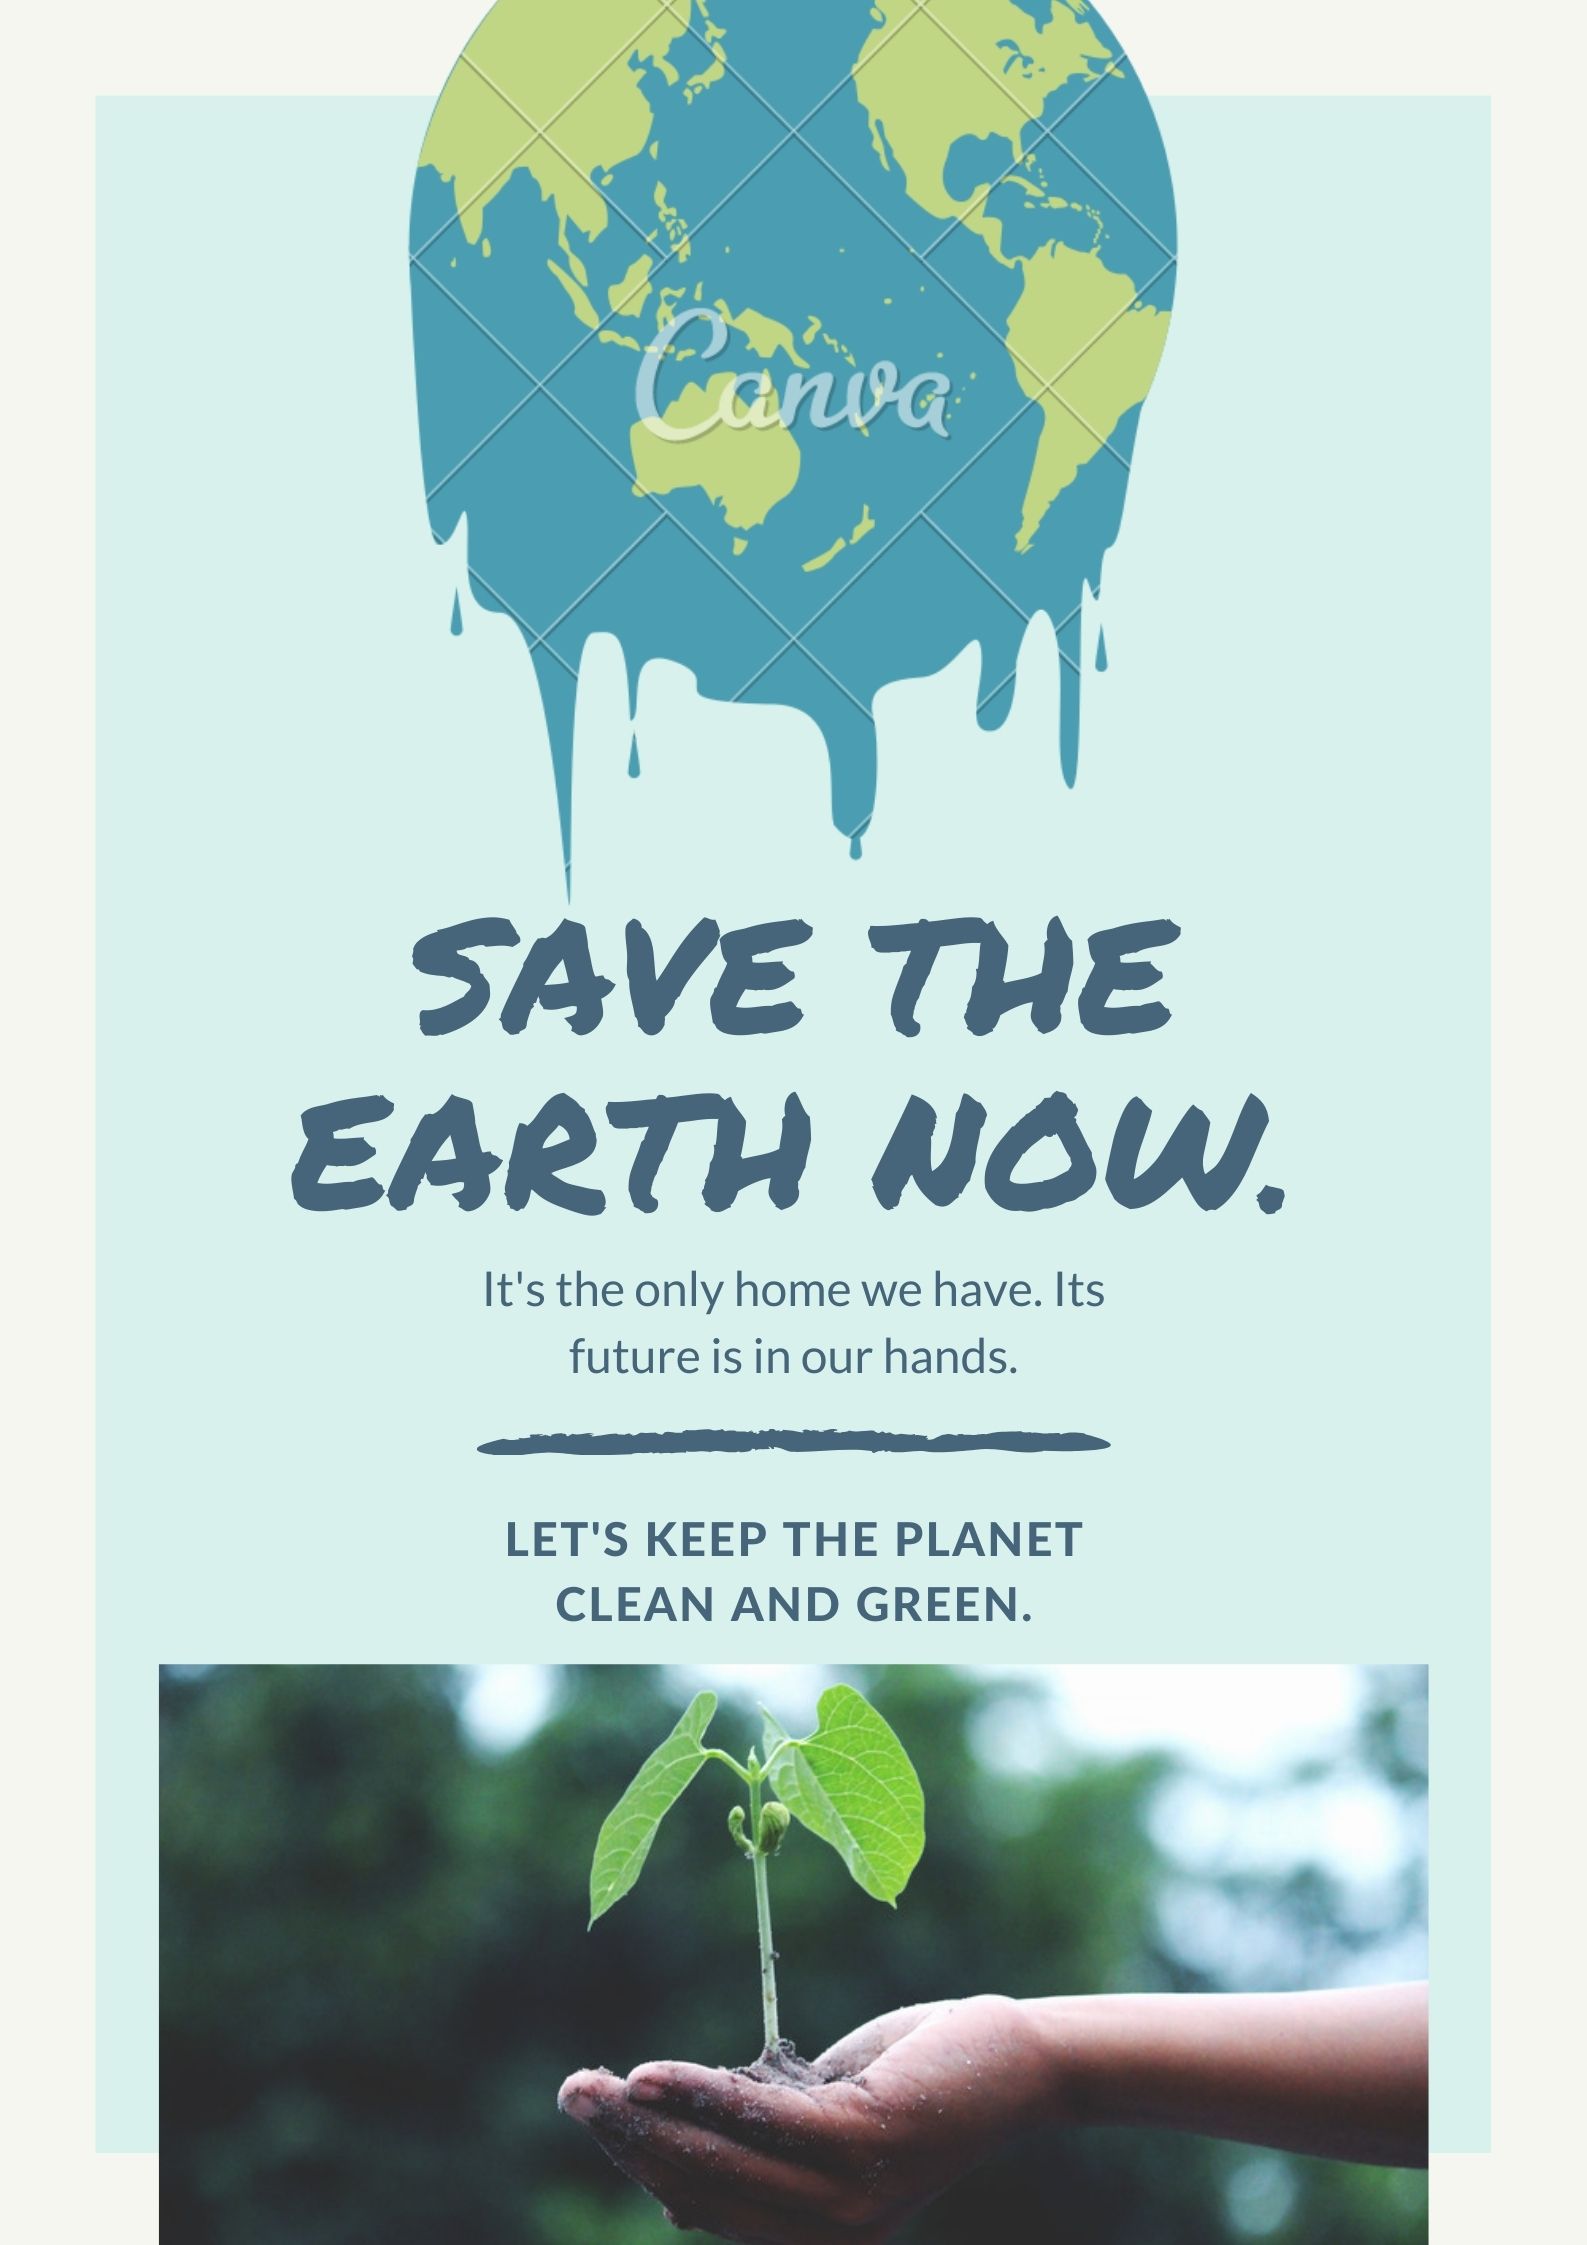 Canva
SAVE THE
EARTH NOW.
It's the only home we have. Its
future is in our hands.
LET'S KEEP THE PLANET
CLEAN AND GREEN.